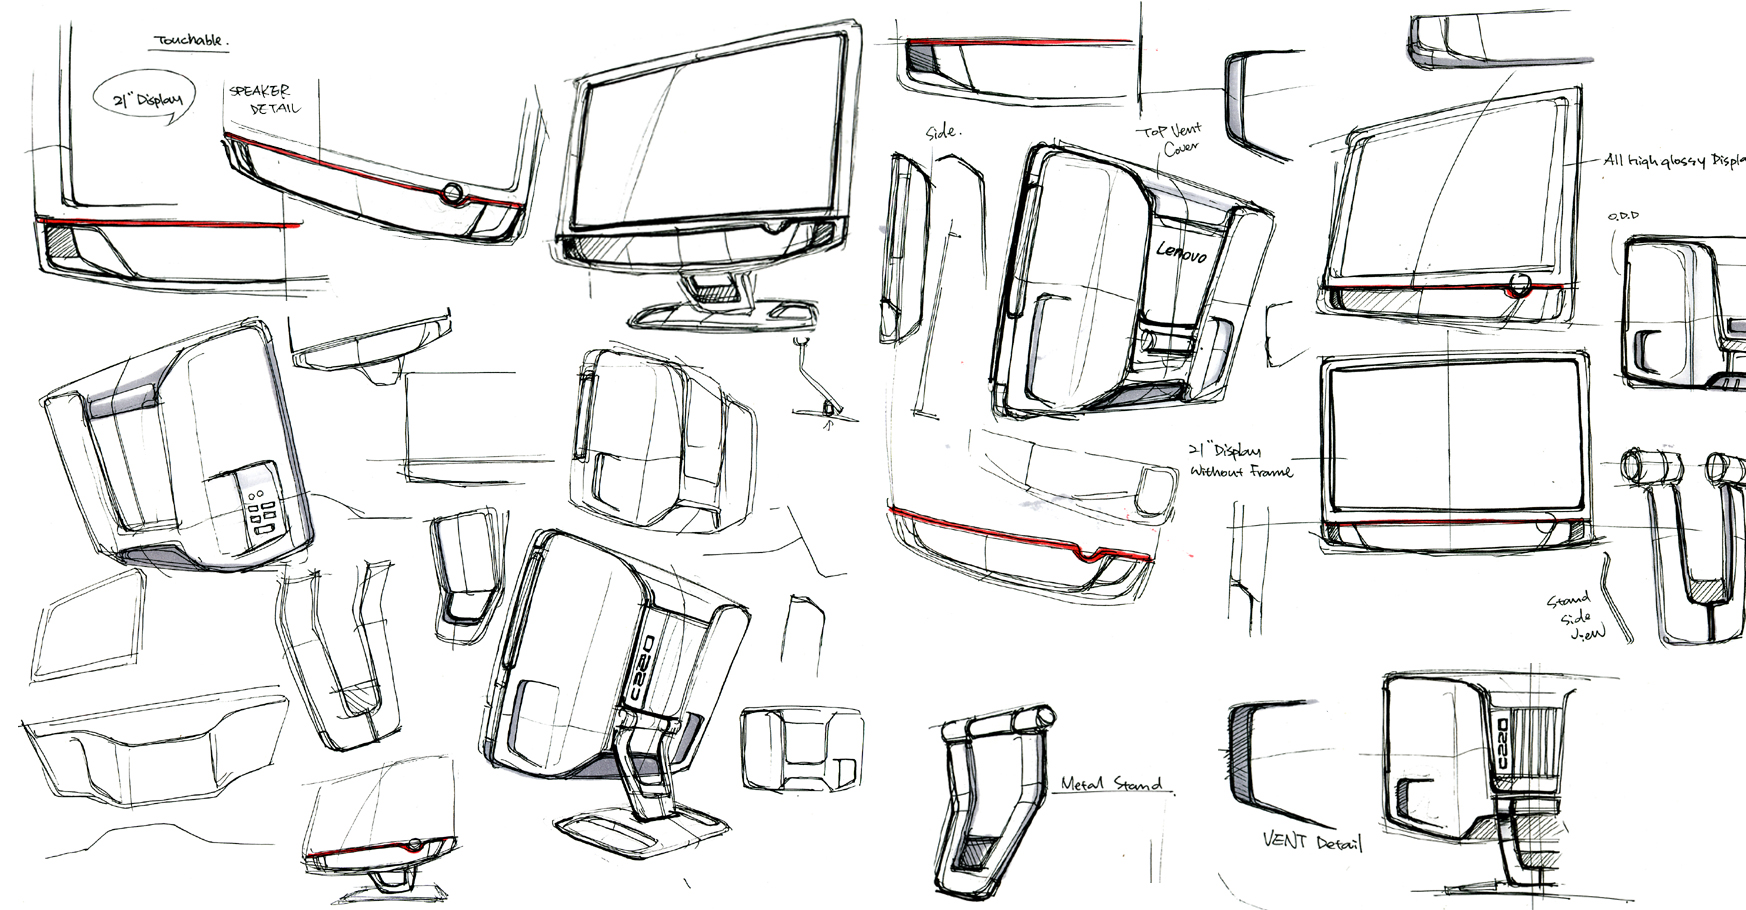 Touchable.
21" Display
SPEAKER
DETAIL
Side.
Top Vent
Cover
Lenovo
All High glossy Displa
O.D.D
21" Display
Without Frame
C220
Stand
Side
View
Metal Stand
VENT Detail
C220